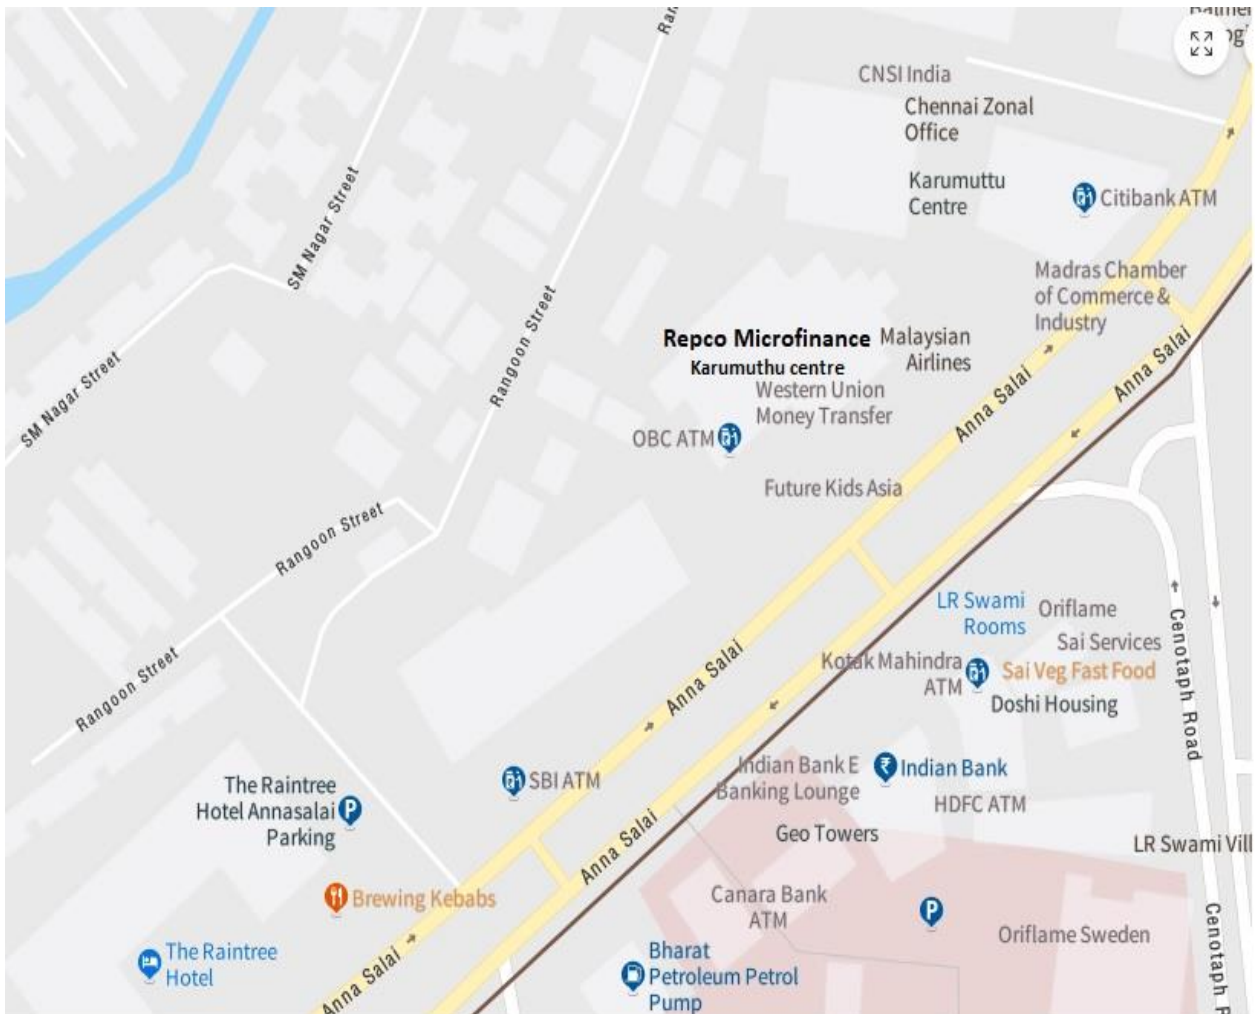 CNSI India
Chennai Zonal
Office
Karumuttu
Centre
Citibank ATM
SM Nagar Street
Madras Chamber
of Commerce &
Industry
Rangoon Street
Repco Microfinance
Karumuthu centre
Malaysian
Airlines
Anna Salai
Anna Salai
SM Nagar Street
Western Union
Money Transfer
OBC ATM
Future Kids Asia
Rangoon Street
LR Swami
Rooms
Oriflame
Sai Services
Kotak Mahindra
ATM
Sai Veg Fast Food
Doshi Housing
Cenotaph Road
Rangoon Street
Anna Salai
SBI ATM
Indian Bank E
Banking Lounge
Indian Bank
HDFC ATM
The Raintree
Hotel Annasalai
Parking
P
Anna Salai
Geo Towers
LR Swami Vill
Brewing Kebabs
Canara Bank
ATM
P
Oriflame Sweden
Cenotaph R
The Raintree
Hotel
Anna Salai
Bharat
Petroleum Petrol
Pump